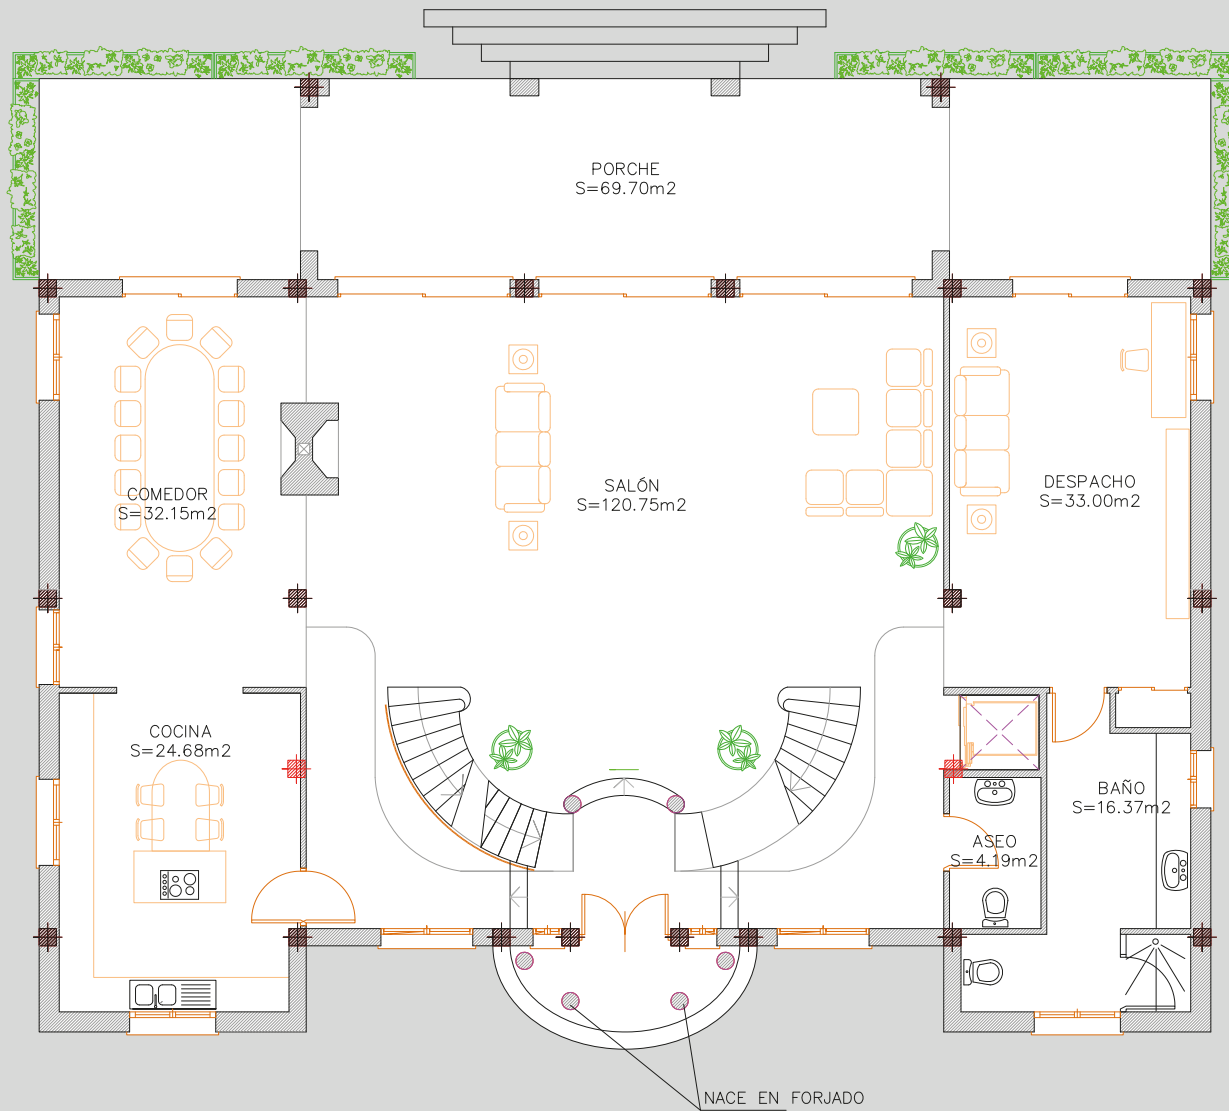 PORCHE
S=69.70m2
COMEDOR
S=32.15m2
SALÓN
S=120.75m2
DESPACHO
S=33.00m2
COCINA
S=24.68m2
BAÑO
S=16.37m2
ASEO
S=4.19m2
NACE EN FORJADO